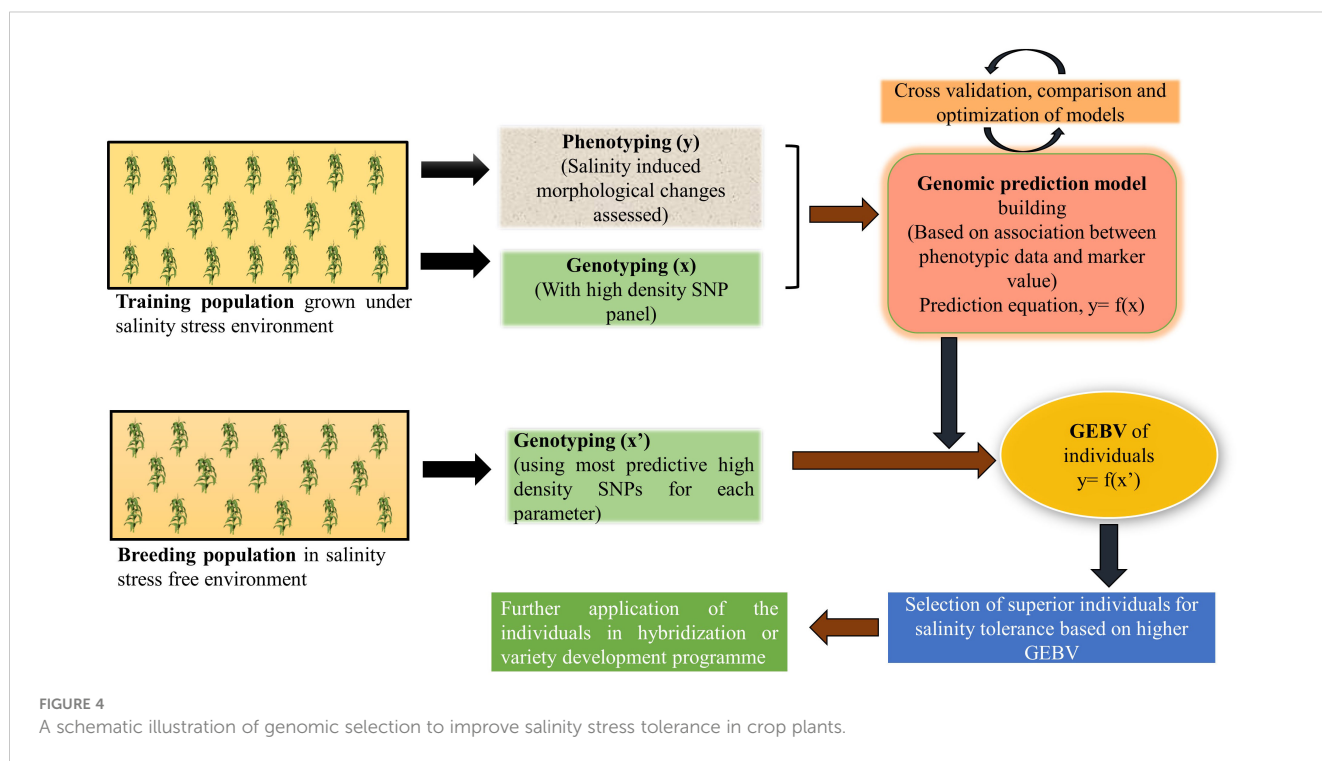 Cross validation, comparison and
optimization of models
Phenotyping (y)
(Salinity induced
morphological changes
assessed)
Genotyping (x)
(With high density SNP
panel)
Genomic prediction model
building
(Based on association between
phenotypic data and marker
value)
Prediction equation, y= f(x)
Training population grown under
salinity stress environment
Genotyping (x’)
(using most predictive high
density SNPs for each
parameter)
GEBV of
individuals
y= f(x’)
Breeding population in salinity
stress free environment
Further application of the
individuals in hybridization or
variety development programme
Selection of superior individuals for
salinity tolerance based on higher
GEBV
FIGURE 4
A schematic illustration of genomic selection to improve salinity stress tolerance in crop plants.